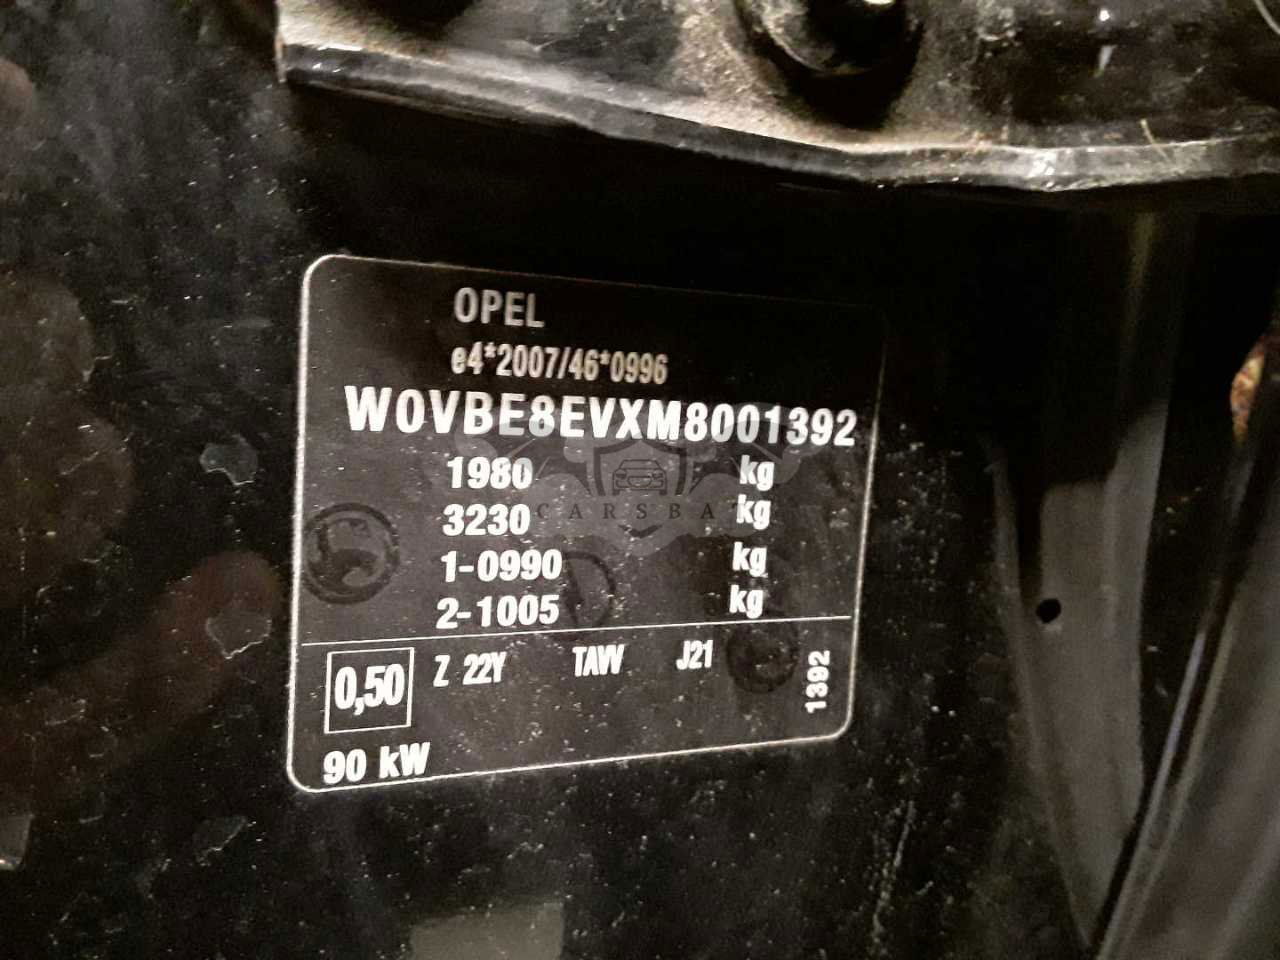 OPEL
e4*2007/46*0996
W0VBE8EVXM8001392
1980 kg
3230 kg
1-0990 kg
2-1005 kg
0,50 Z 22Y TAW J21
1392
90 kW
CARSBAT